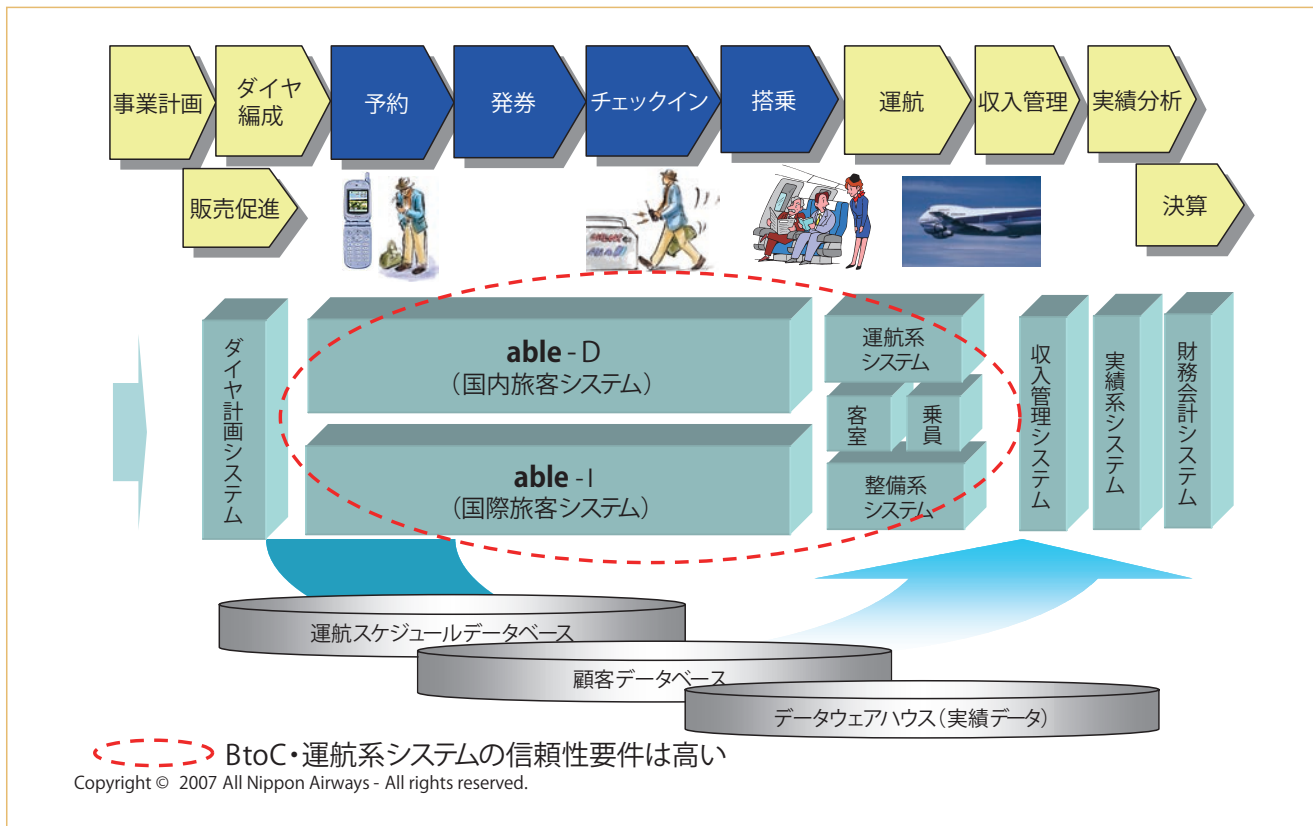 事業計画
ダイヤ
編成
予約
発券
チェックイン
搭乗
運航
収入管理
実績分析
販売促進
決算
ダイヤ計画システム
able - D
（国内旅客システム）
able - I
（国際旅客システム）
運航系
システム
客室
乗員
整備系
システム
収入管理システム
実績系システム
財務会計システム
運航スケジュールデータベース
顧客データベース
データウェアハウス（実績データ）
BtoC・運航系システムの信頼性要件は高い
Copyright © 2007 All Nippon Airways - All rights reserved.